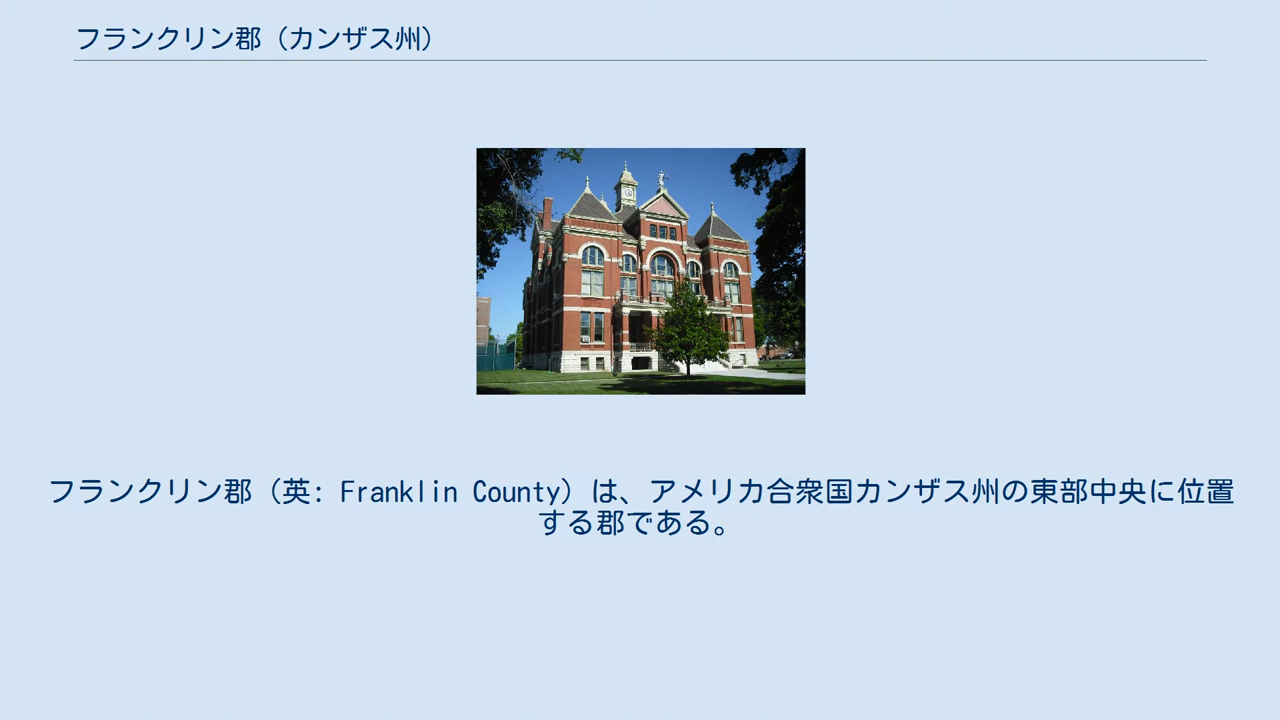 フランクリン郡（カンザス州）
フランクリン郡（英: Franklin County）は、アメリカ合衆国カンザス州の東部中央に位置
する郡である。